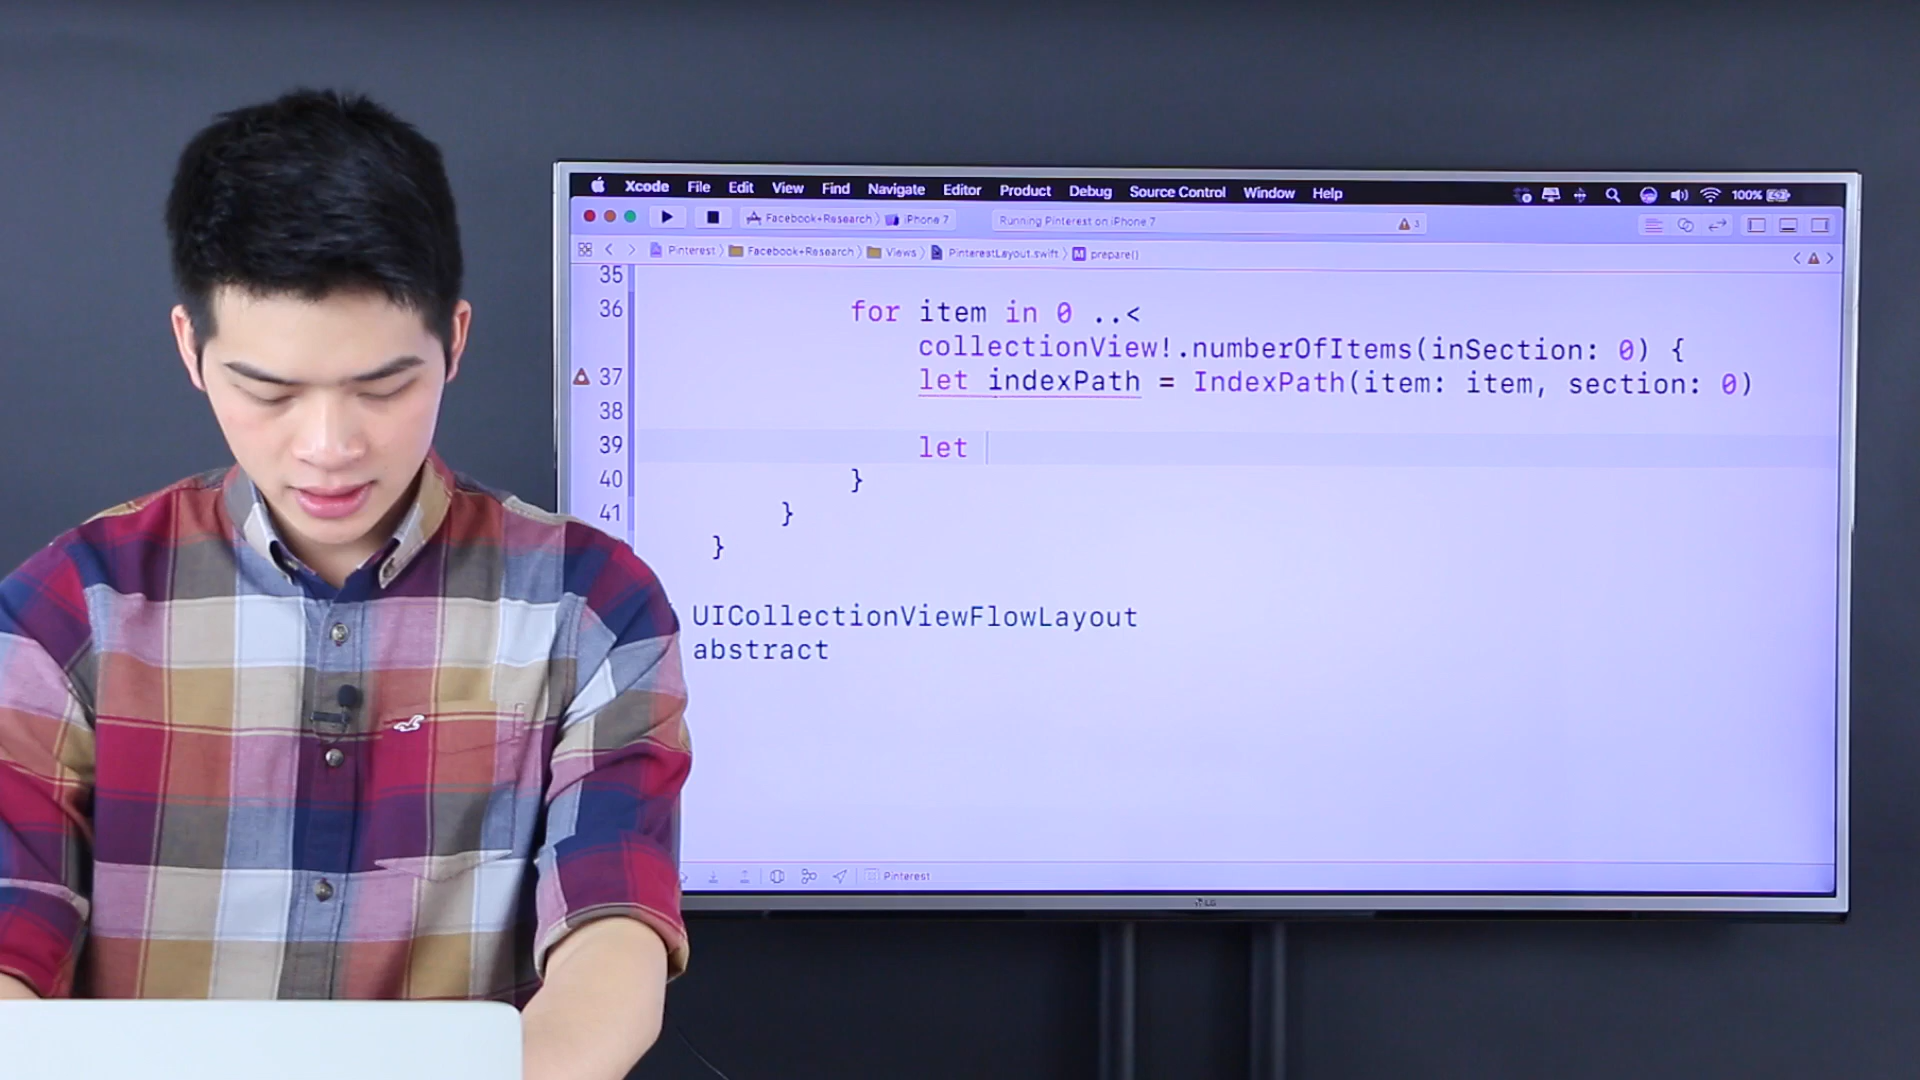 Xcode File Edit View Find Navigate Editor Product Debug Source Control Window Help 100%
Facebook+Research 〉 iPhone 7 Running Pinterest on iPhone 7 3
Pinterest 〉 Facebook+Research 〉 Views 〉 PinterestLayout.swift 〉 M prepare()
35
36 for item in 0 ..<
collectionView!.numberOfItems(inSection: 0) {
37 let indexPath = IndexPath(item: item, section: 0)
38
39 let
40 }
41 }
}
UICollectionViewFlowLayout
abstract
Pinterest
LG